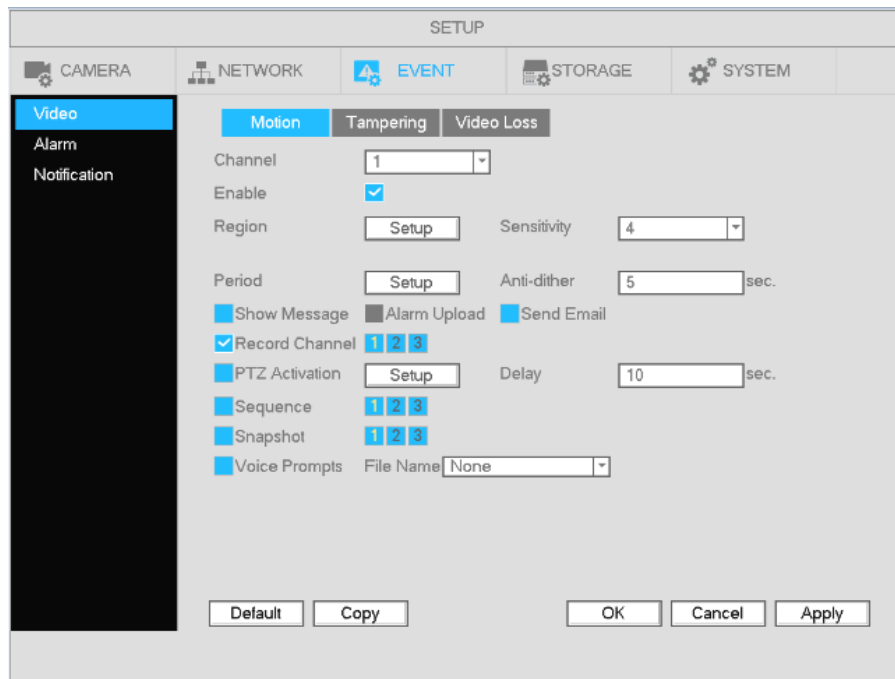 SETUP
CAMERA NETWORK EVENT STORAGE SYSTEM
Video
Alarm
Notification
Motion Tampering Video Loss
Channel 1
Enable
Region Setup Sensitivity 4
Period Setup Anti-dither 5 sec.
Show Message Alarm Upload Send Email
Record Channel 1 2 3
PTZ Activation Setup Delay 10 sec.
Sequence 1 2 3
Snapshot 1 2 3
Voice Prompts File Name None
Default Copy OK Cancel Apply